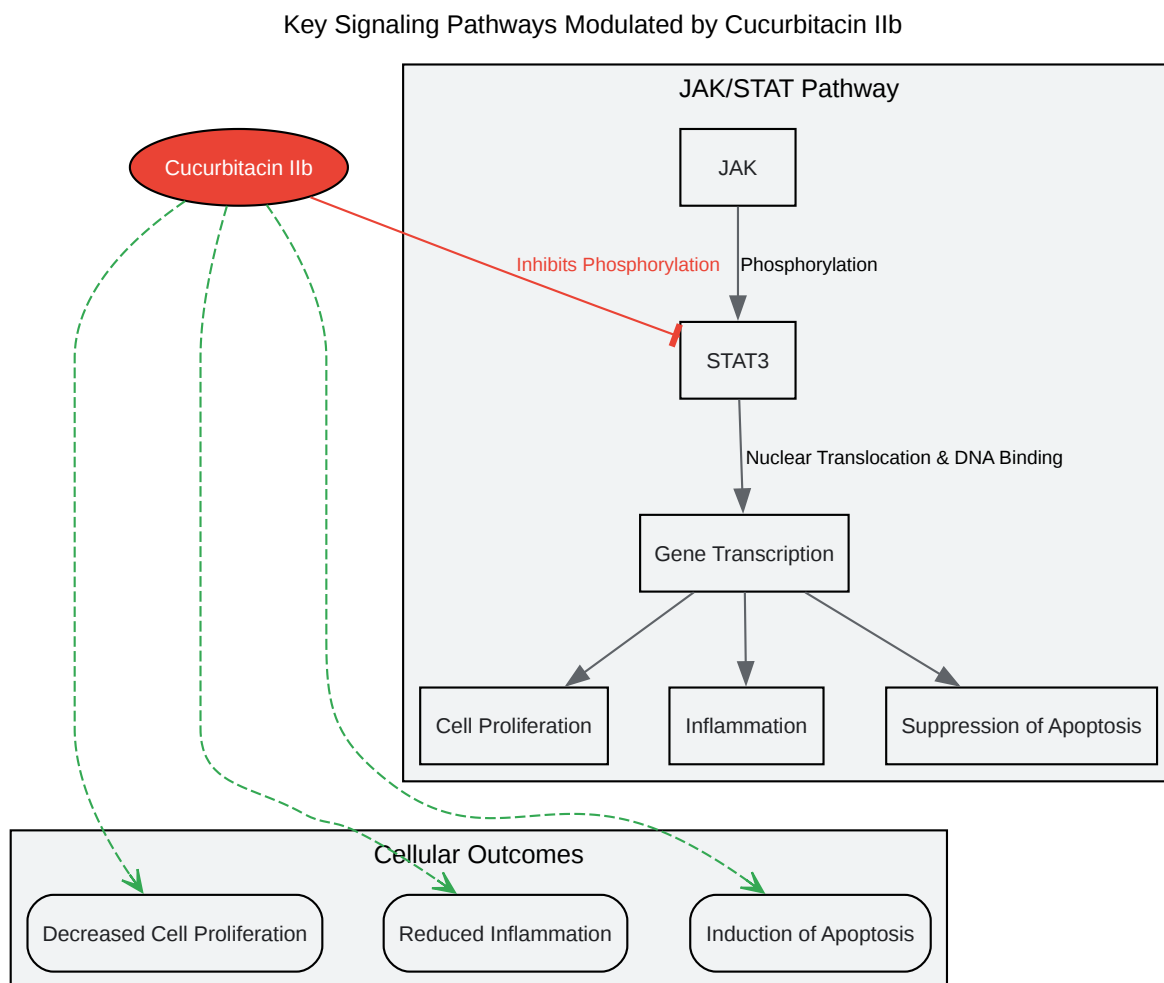 Key Signaling Pathways Modulated by Cucurbitacin IIb
JAK/STAT Pathway
JAK
Cucurbitacin IIb
Inhibits Phosphorylation
Phosphorylation
STAT3
Nuclear Translocation & DNA Binding
Gene Transcription
Cell Proliferation
Inflammation
Suppression of Apoptosis
Cellular Outcomes
Decreased Cell Proliferation
Reduced Inflammation
Induction of Apoptosis